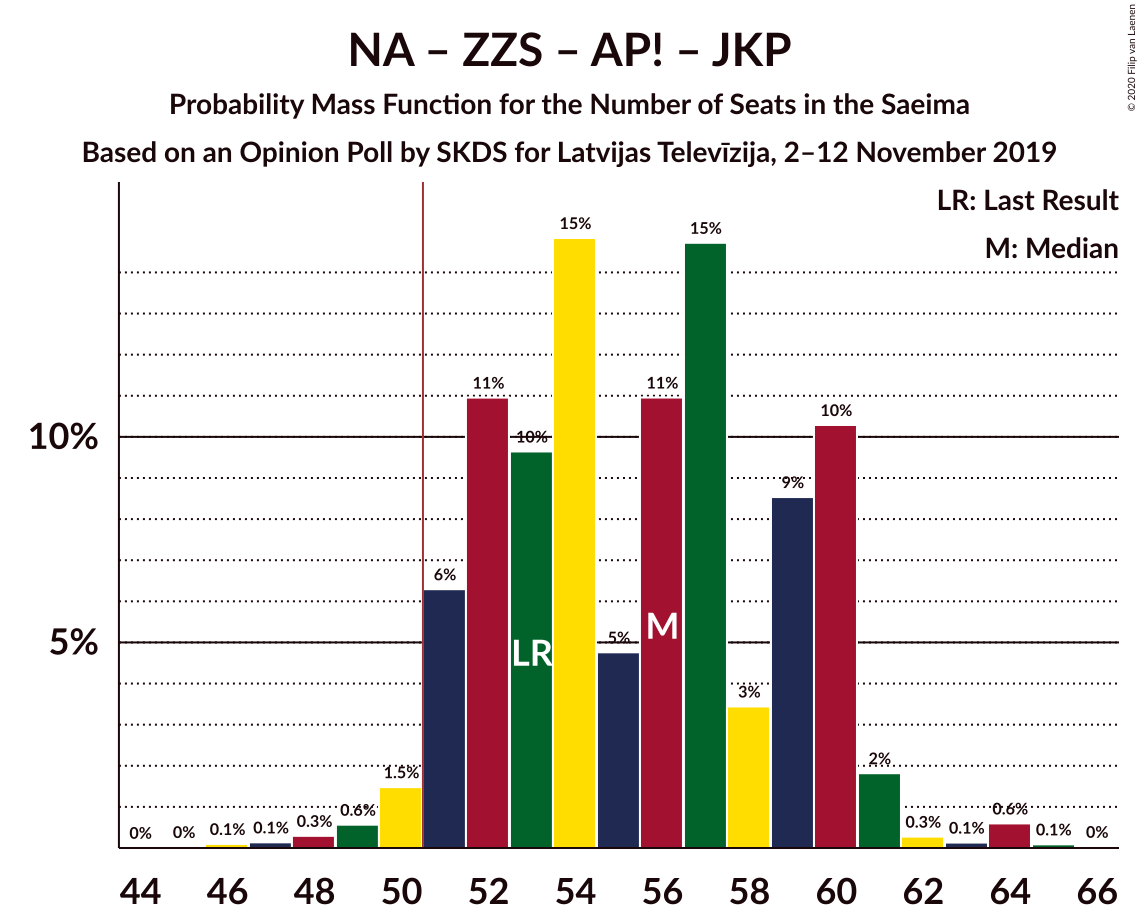 NA – ZZS – AP! – JKP
Probability Mass Function for the Number of Seats in the Saeima
Based on an Opinion Poll by SKDS for Latvijas Televīzija, 2–12 November 2019
© 2020 Filip van Laenen
LR: Last Result
M: Median
10%
5%
0%
0%
0.1%
0.1%
0.3%
0.6%
1.5%
6%
11%
10%
15%
5%
11%
15%
3%
9%
10%
2%
0.3%
0.1%
0.6%
0.1%
0%
LR
M
44 46 48 50 52 54 56 58 60 62 64 66